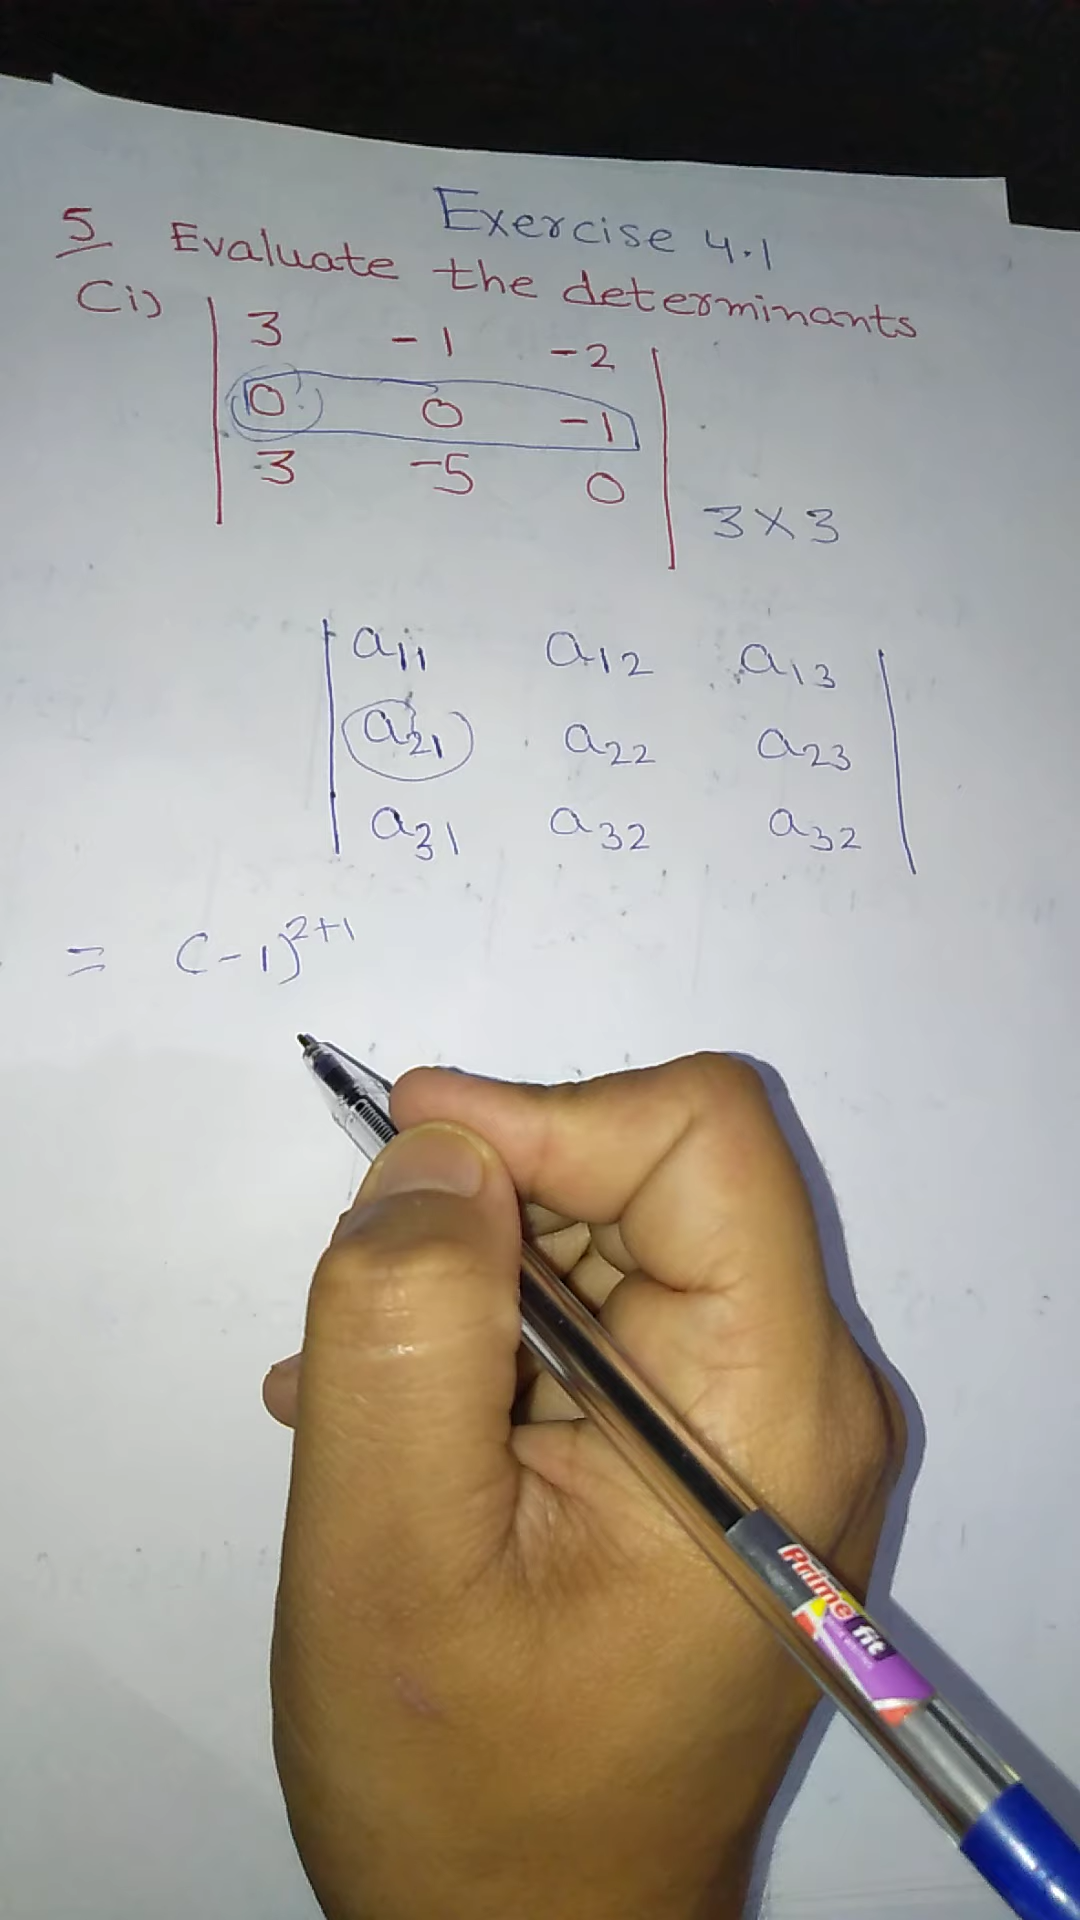 Exercise 4.1
5 Evaluate the determinants
(i)
3 -1 -2
0 0 -1
3 -5 0
3×3
a11 a12 a13
a21 a22 a23
a31 a32 a32
= (-1)^2+1
Prime fit